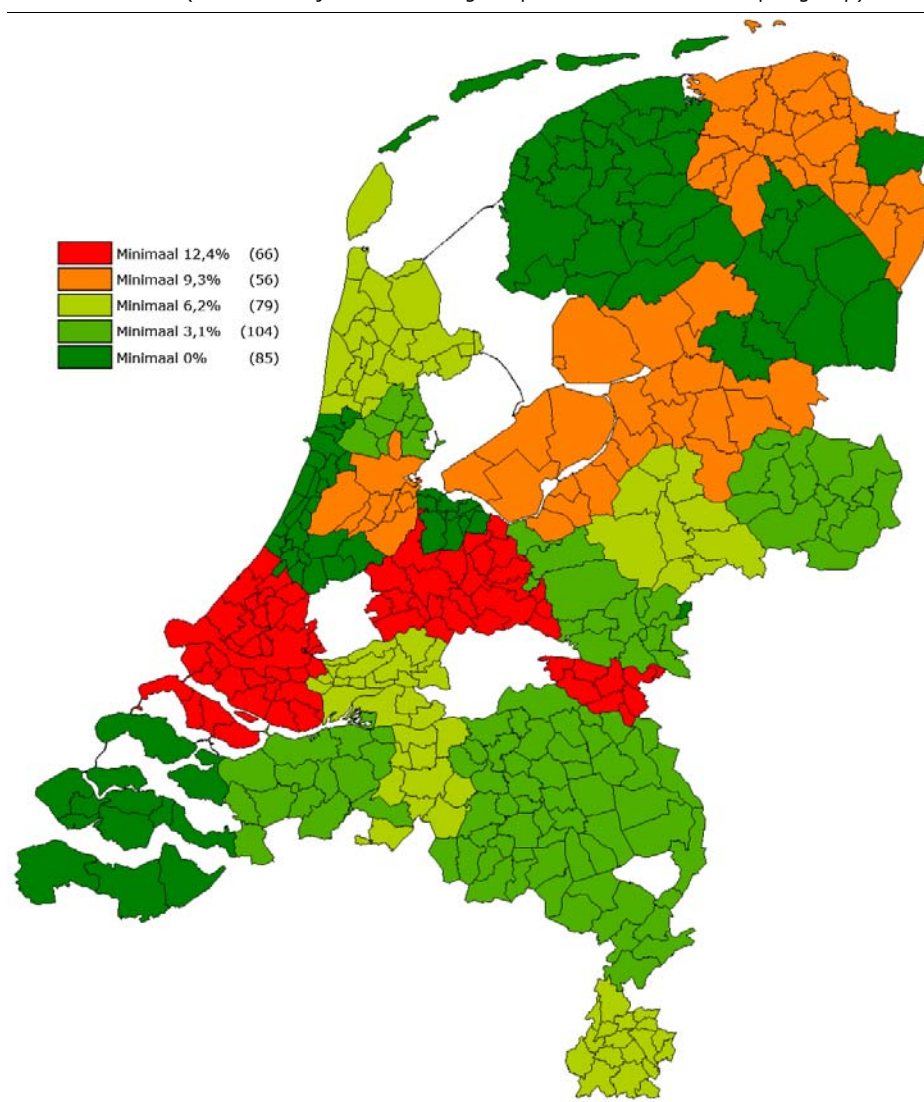 Minimaal 12,4% (66)
Minimaal 9,3% (56)
Minimaal 6,2% (79)
Minimaal 3,1% (104)
Minimaal 0% (85)